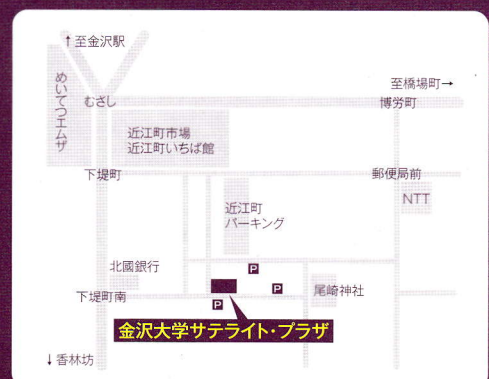 ↑至金沢駅
めいてつエムザ
むさし
至橋場町→
博労町
近江町市場
近江町いちば館
下堤町
郵便局前
NTT
近江町
パーキング
北國銀行
P
P
尾崎神社
下堤町南
P
金沢大学サテライト・プラザ
↓香林坊